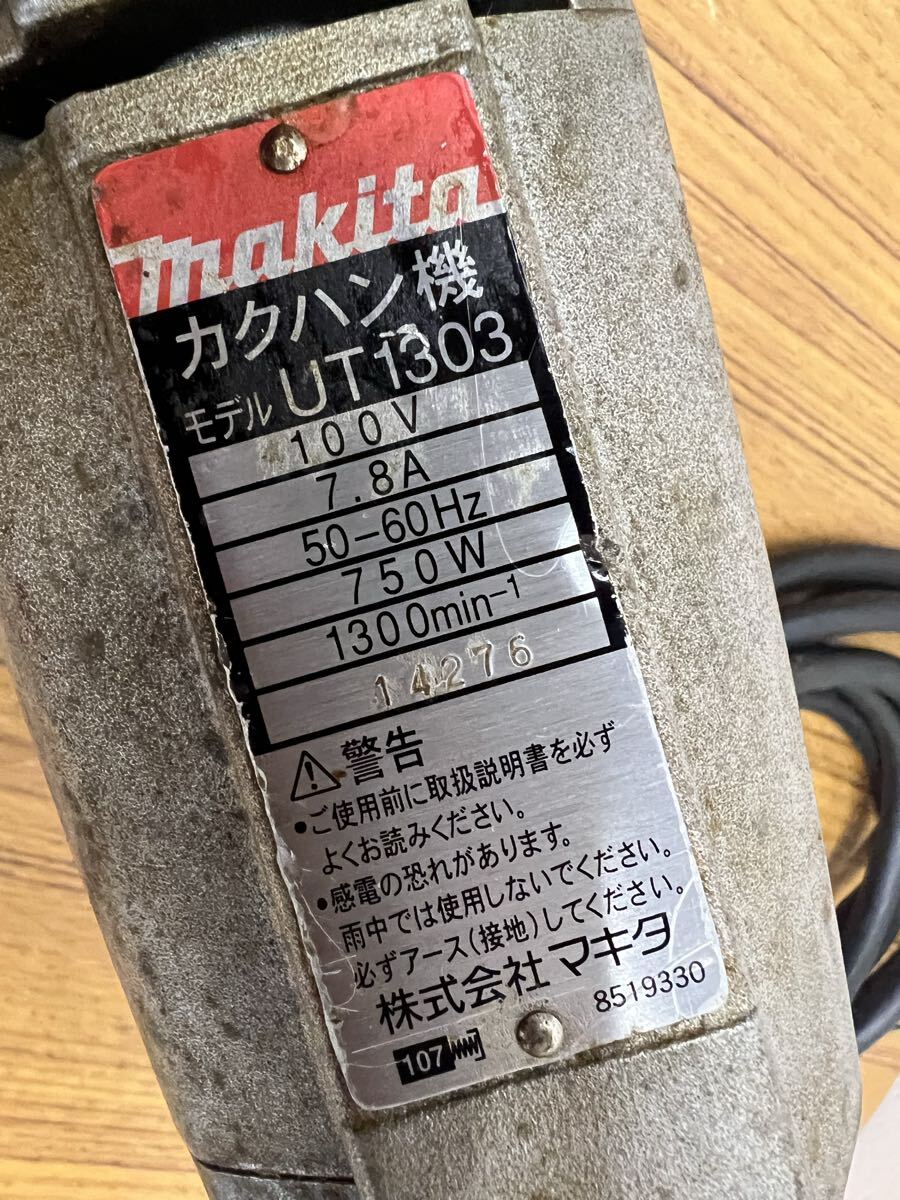 makita
カクハン機
モデル UT1303
100V
7.8A
50-60Hz
750W
1300min-1
14276
⚠警告
•ご使用前に取扱説明書を必ず
よくお読みください。
•感電の恐れがあります。
雨中では使用しないでください。
必ずアース(接地)してください。
株式会社マキタ
8519330
107